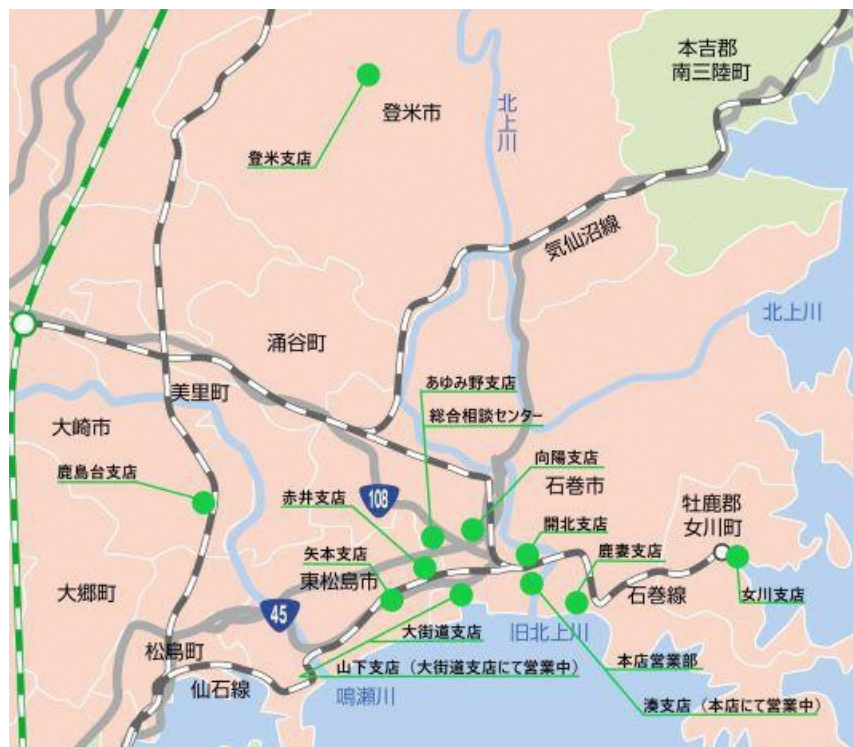 本吉郡
南三陸町
北上川
登米市
登米支店
気仙沼線
北上川
涌谷町
美里町
あゆみ野支店
総合相談センター
大崎市
鹿島台支店
向陽支店
石巻市
赤井支店
108
開北支店
牡鹿郡
女川町
矢本支店
鹿妻支店
東松島市
大郷町
石巻線
女川支店
45
大街道支店
旧北上川
松島町
山下支店（大街道支店にて営業中）
本店営業部
仙石線
鳴瀬川
湊支店（本店にて営業中）